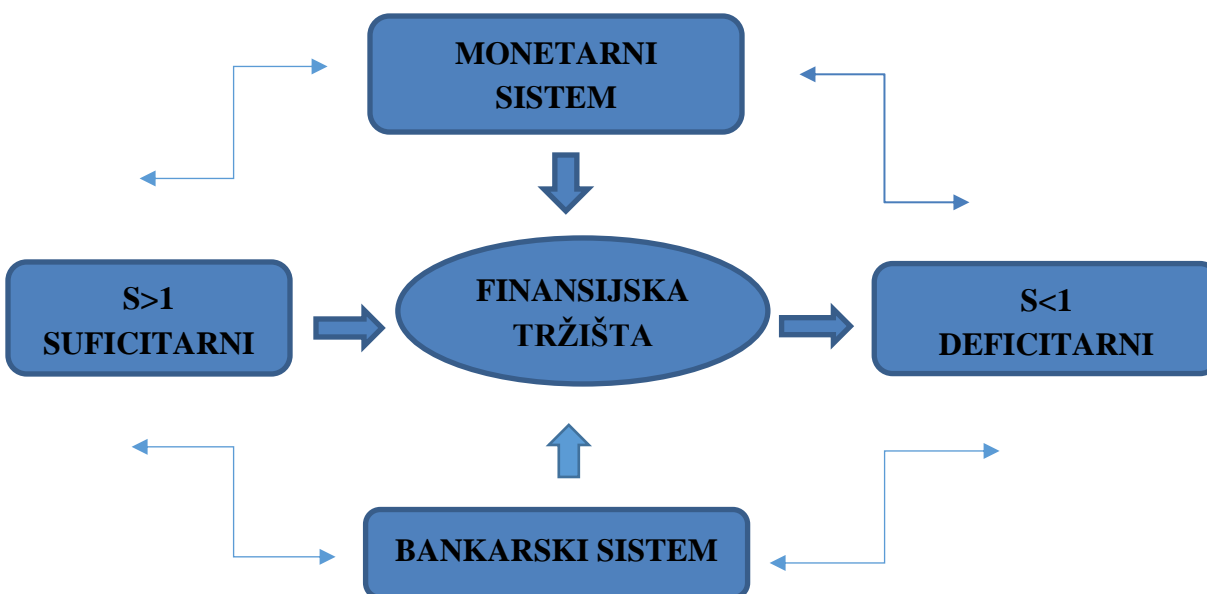 MONETARNI
SISTEM
S>1
SUFICITARNI
FINANSIJSKA
TRŽIŠTA
S<1
DEFICITARNI
BANKARSKI SISTEM